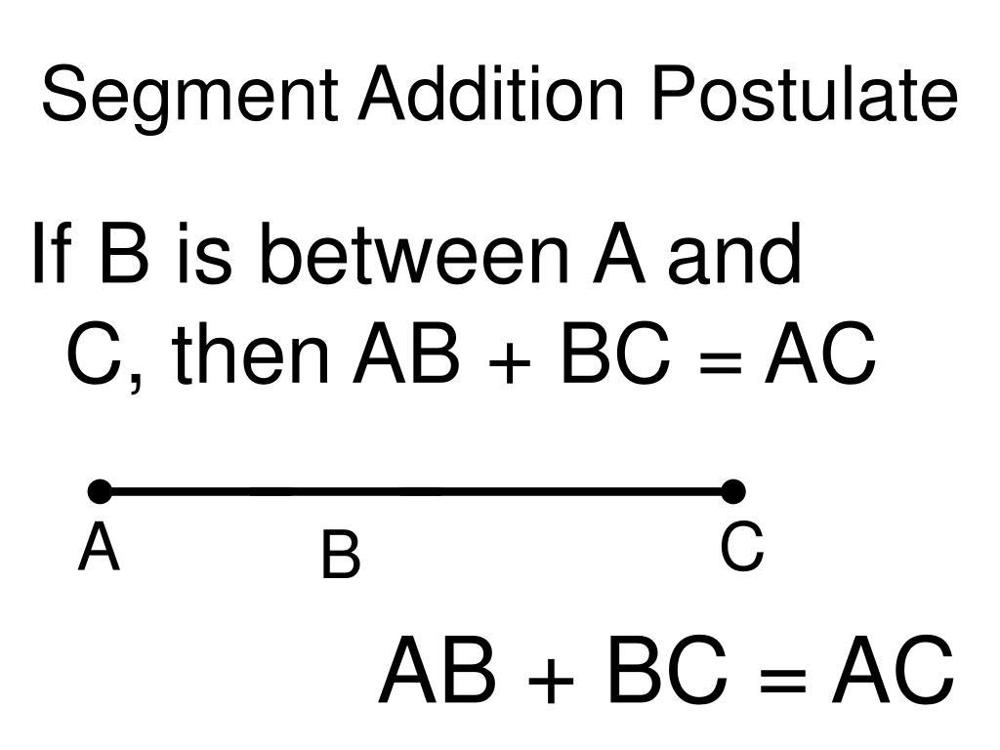 Segment Addition Postulate
If B is between A and
C, then AB + BC = AC
A B C
AB + BC = AC